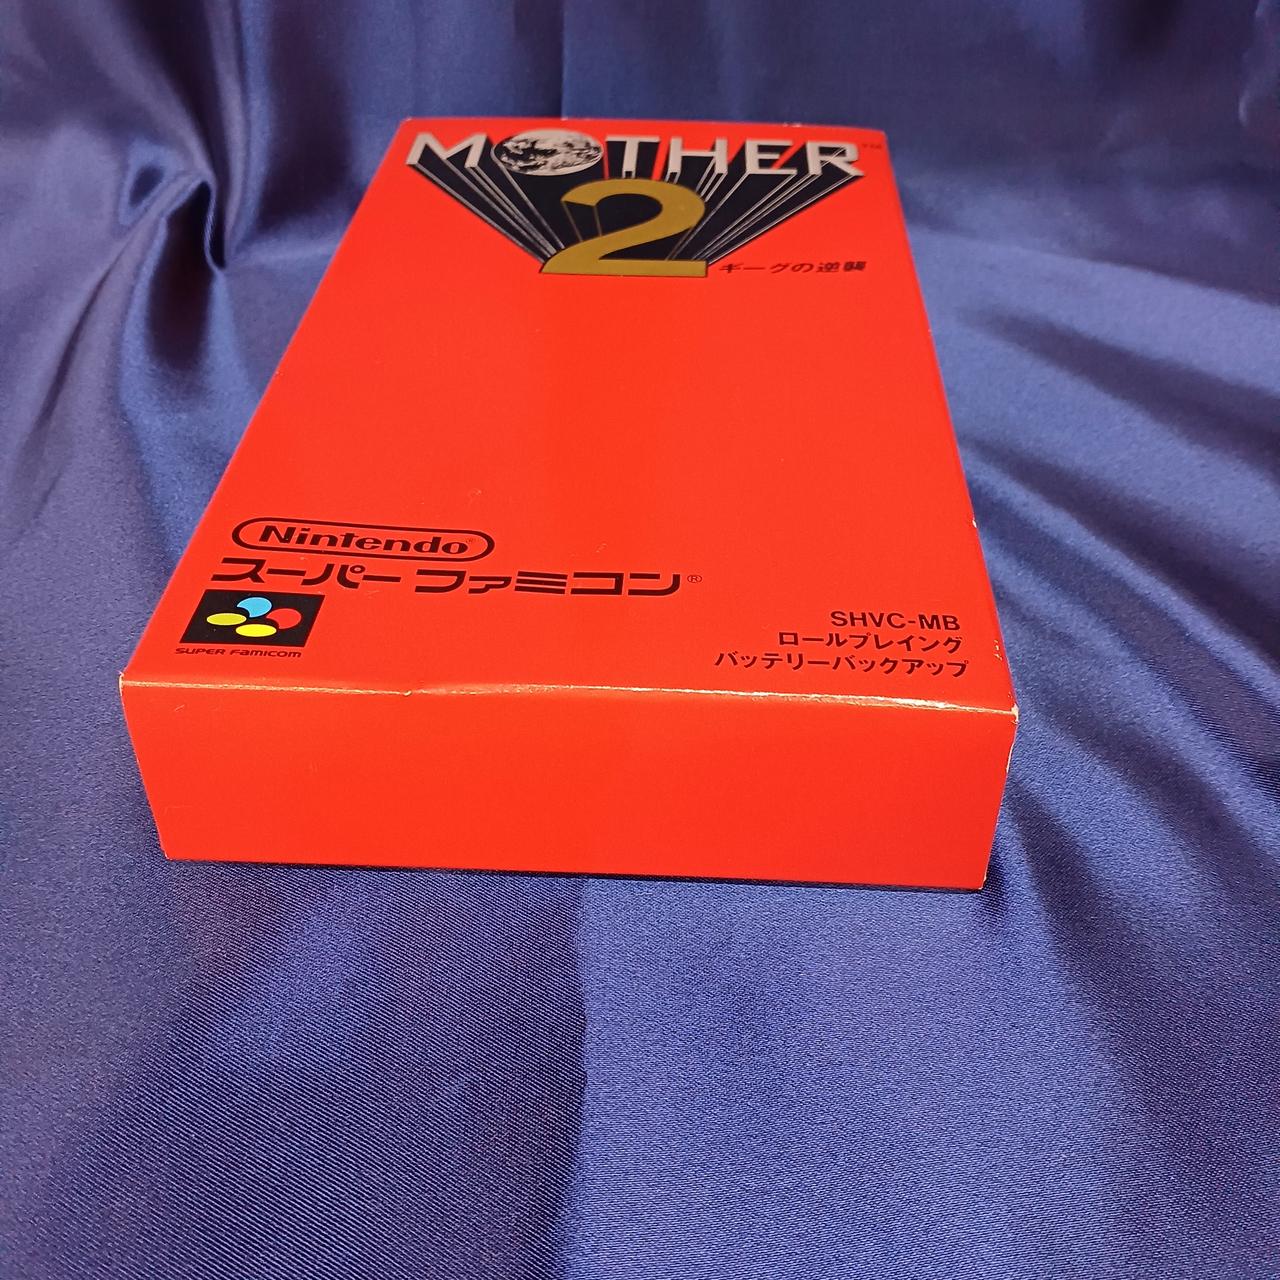 MOTHER™
2
ギーグの逆襲
Nintendo®
スーパーファミコン®
SUPER FAMICOM
SHVC-MB
ロールプレイング
バッテリーバックアップ